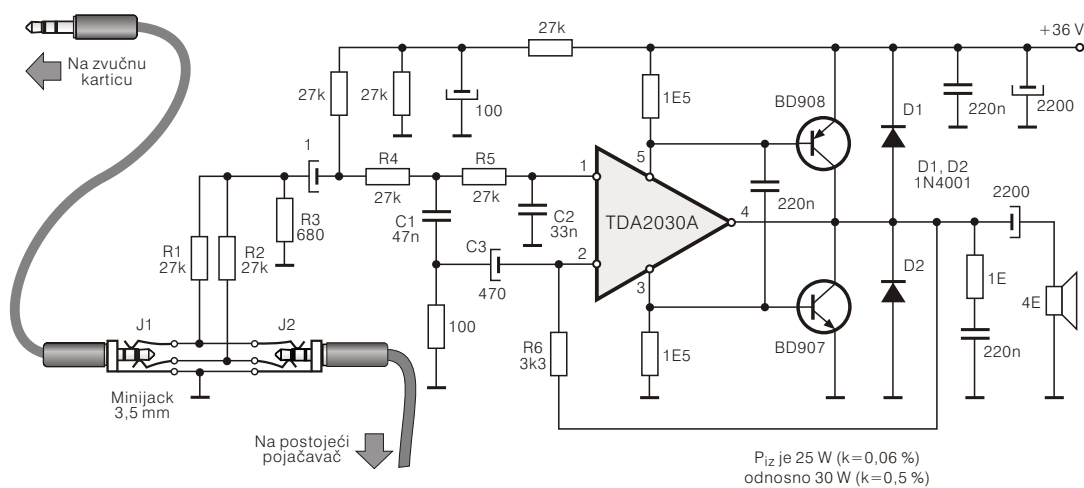 27k
+36 V
Na zvučnu
karticu
27k
27k
100
1E5
BD908
D1
220n
2200
1
R4
27k
R5
27k
1
5
D1, D2
1N4001
TDA2030A
4
220n
2200
R3
680
C1
47n
C2
33n
R1
27k
R2
27k
C3
470
2
3
D2
1E
4E
100
R6
3k3
1E5
BD907
220n
J1
J2
Minijack
3,5 mm
Na postojeći
pojačavač
Piz je 25 W (k=0,06 %)
odnosno 30 W (k=0,5 %)